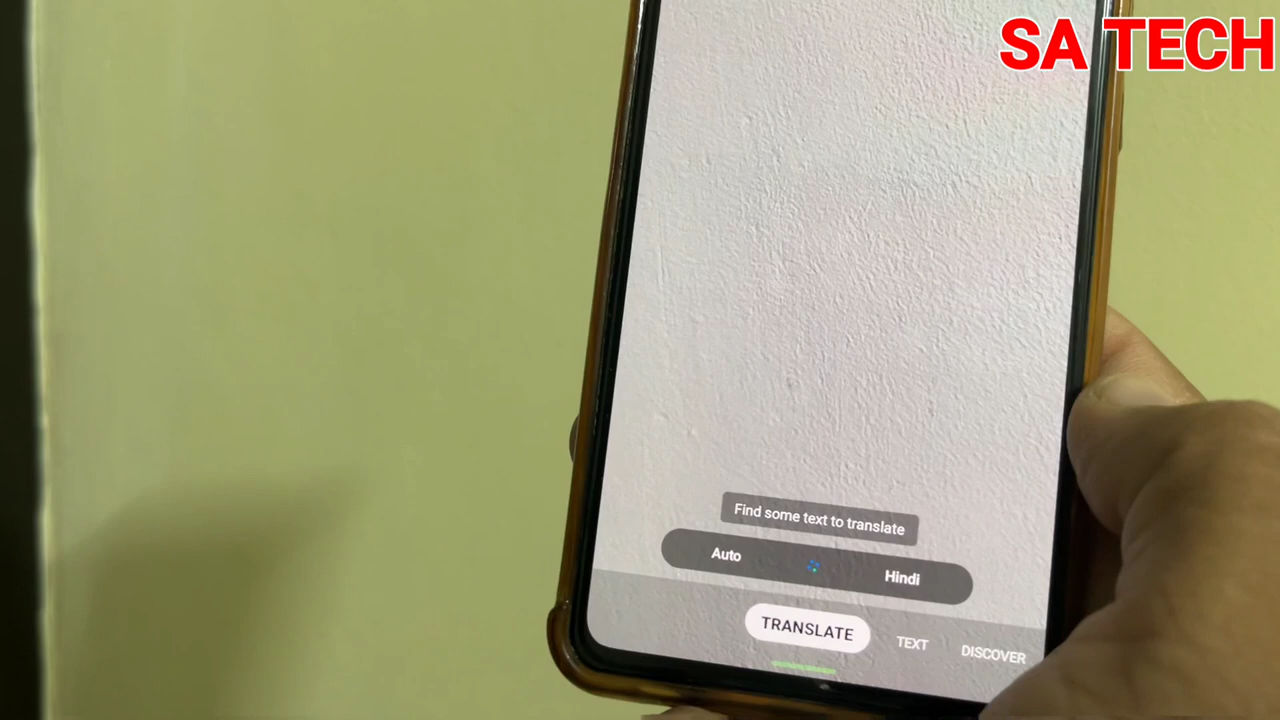 SA TECH
Find some text to translate
Auto Hindi
TRANSLATE TEXT DISCOVER